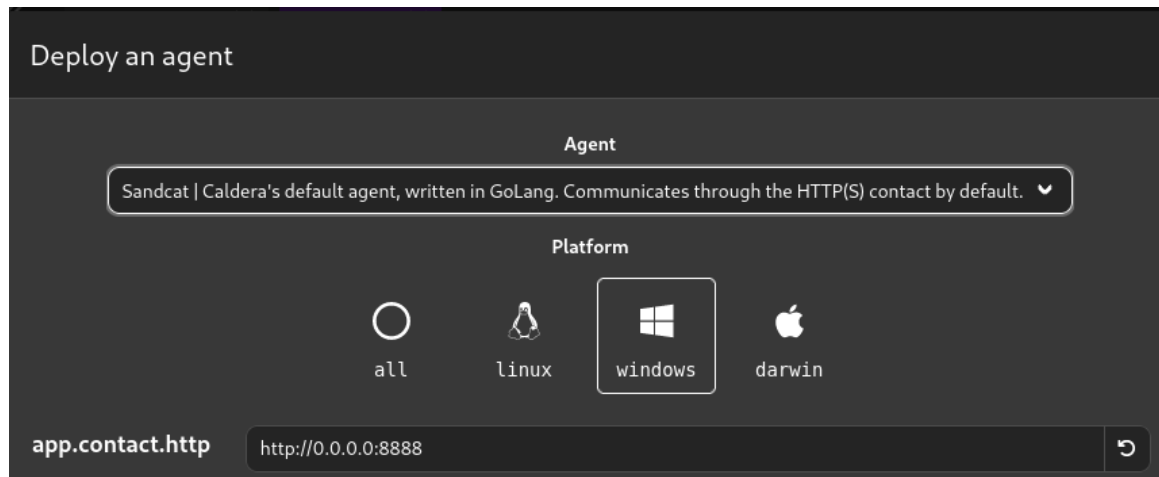 Deploy an agent
Agent
Sandcat | Caldera's default agent, written in GoLang. Communicates through the HTTP(S) contact by default.
Platform
all linux windows darwin
app.contact.http http://0.0.0.0:8888